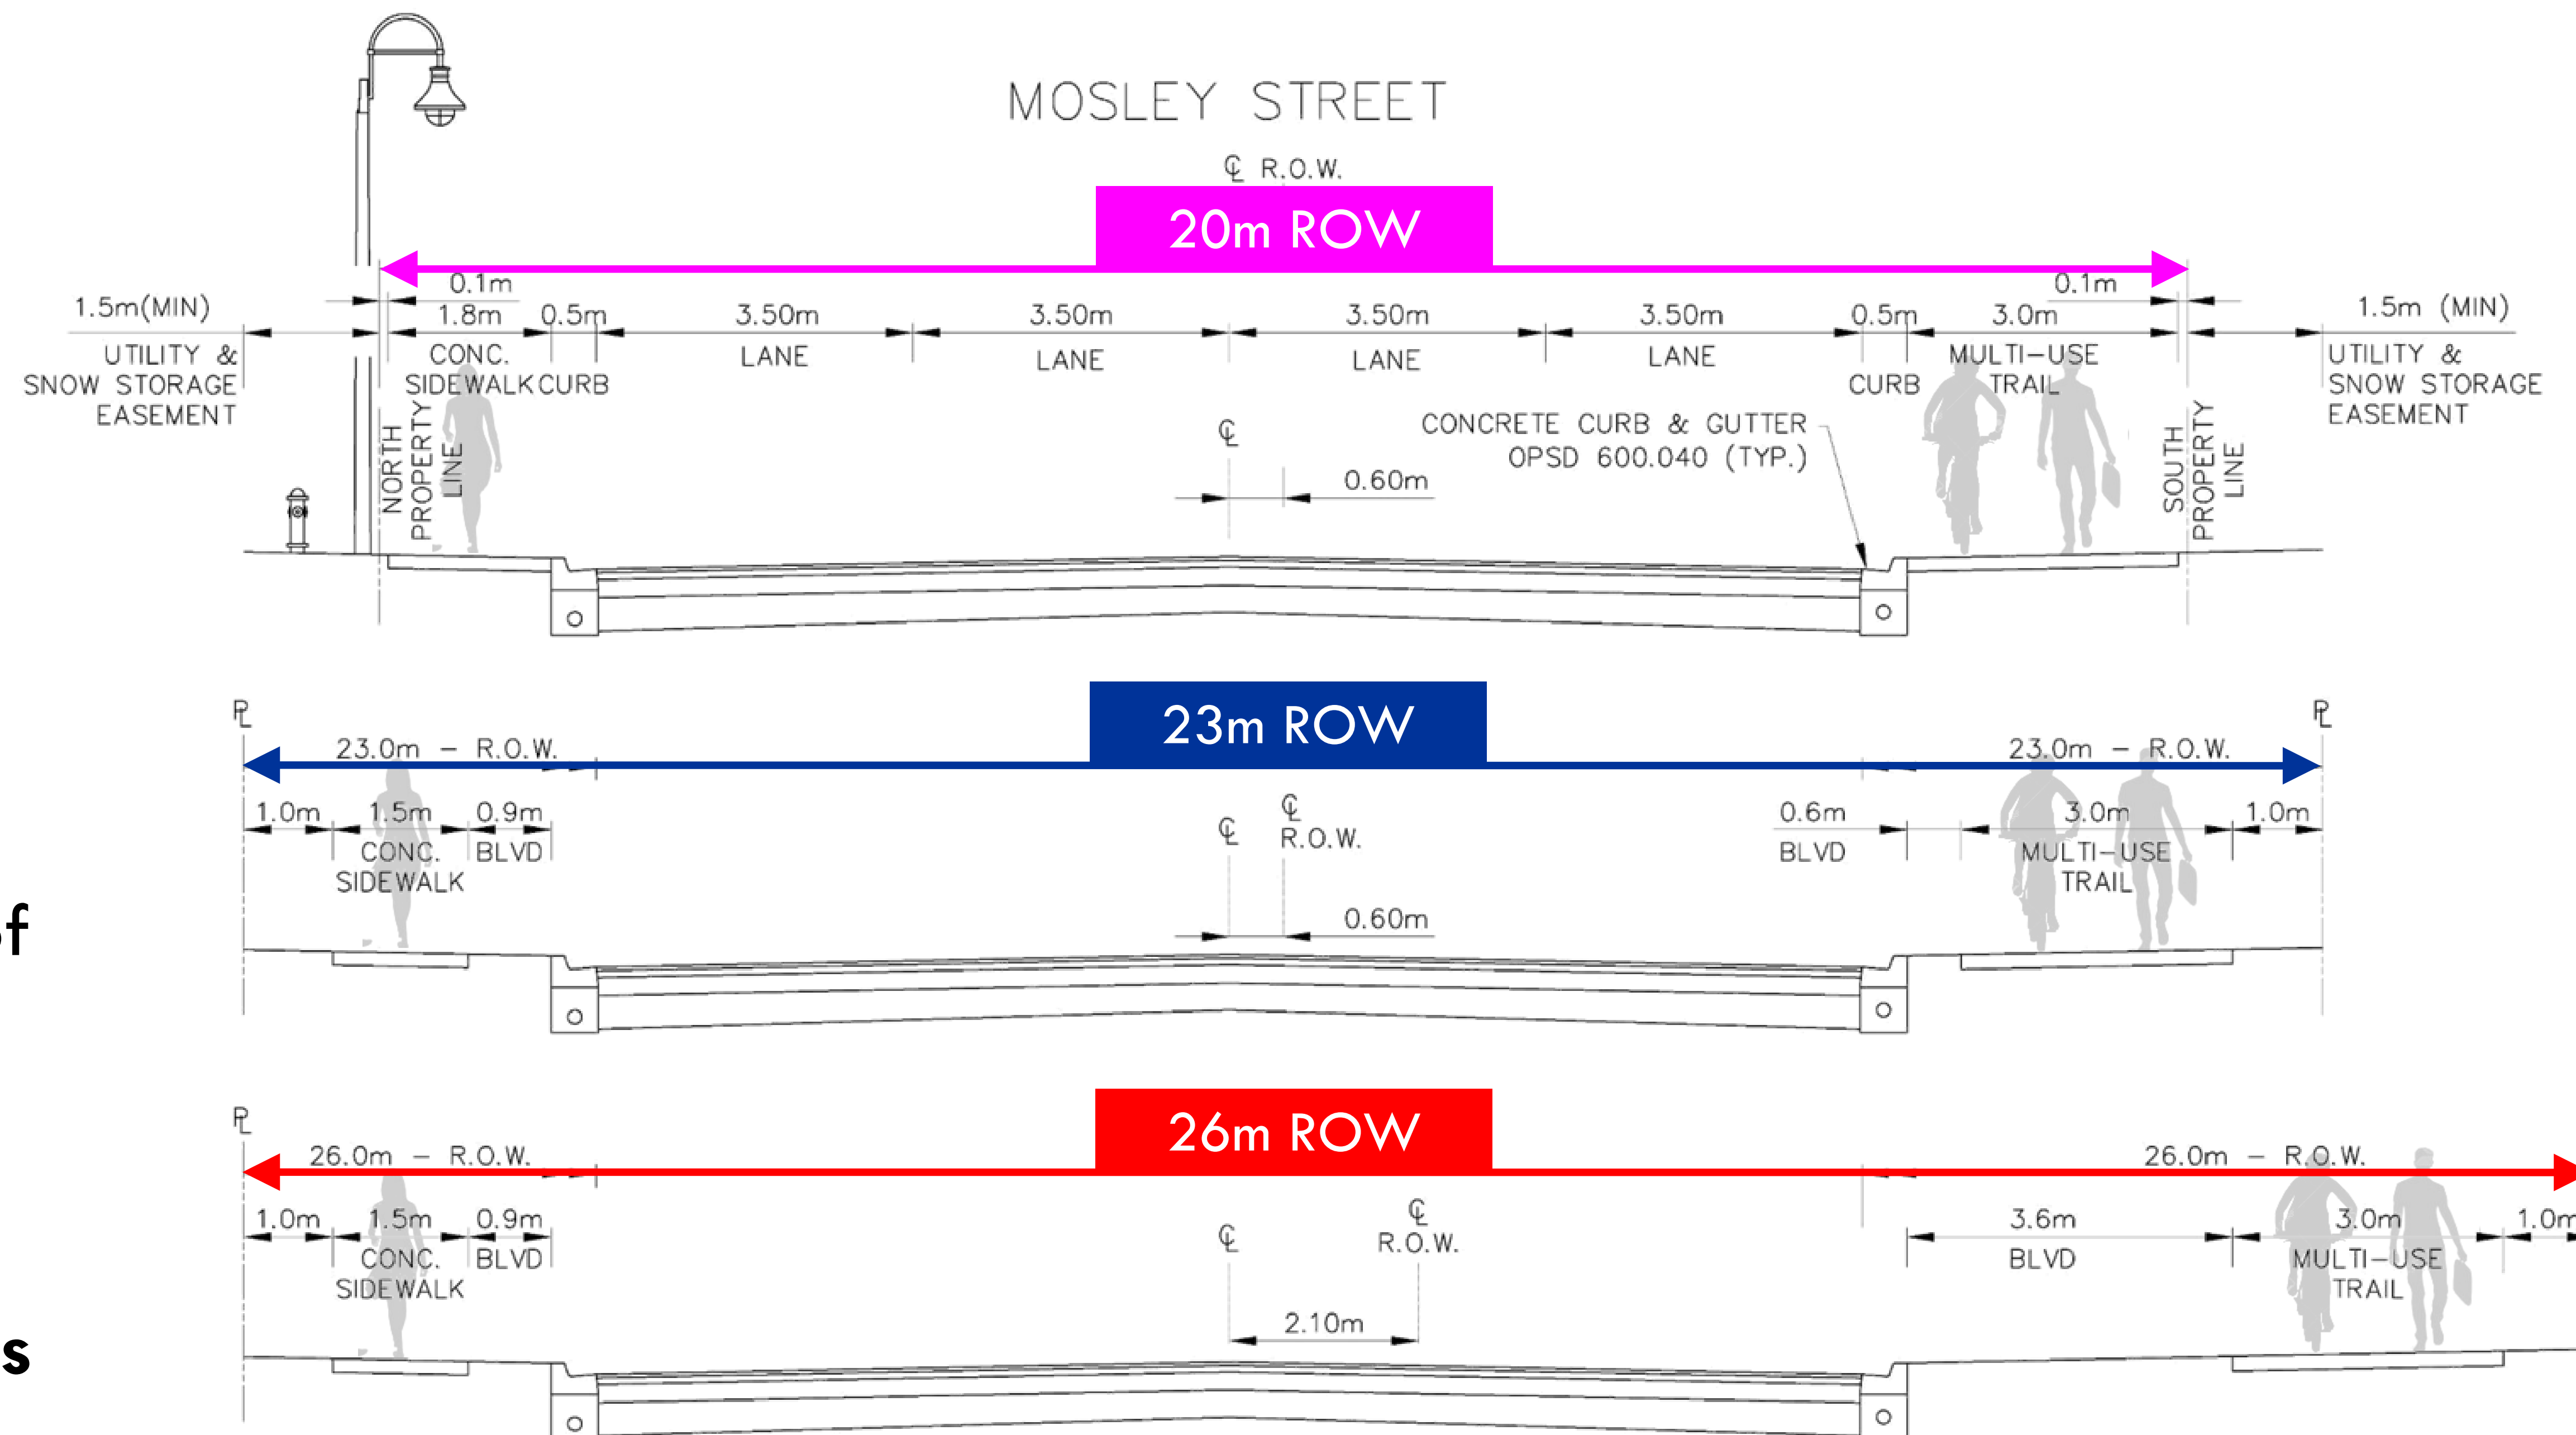 MOSLEY STREET
℄ R.O.W.
20m ROW
0.1m
0.1m
1.5m(MIN)
1.8m
0.5m
3.50m
3.50m
3.50m
3.50m
0.5m
3.0m
1.5m (MIN)
UTILITY &
SNOW STORAGE
EASEMENT
CONC.
SIDEWALK
CURB
LANE
LANE
LANE
LANE
CURB
MULTI-USE
TRAIL
UTILITY &
SNOW STORAGE
EASEMENT
NORTH
PROPERTY
LINE
℄
0.60m
CONCRETE CURB & GUTTER
OPSD 600.040 (TYP.)
SOUTH
PROPERTY
LINE
℄
23m ROW
℄
23.0m - R.O.W.
23.0m - R.O.W.
1.0m
1.5m
0.9m
CONC.
SIDEWALK
BLVD
℄
℄
R.O.W.
0.60m
0.6m
BLVD
3.0m
MULTI-USE
TRAIL
1.0m
of
26m ROW
26.0m - R.O.W.
26.0m - R.O.W.
1.0m
1.5m
0.9m
CONC.
SIDEWALK
BLVD
℄
℄
R.O.W.
2.10m
3.6m
BLVD
3.0m
MULTI-USE
TRAIL
1.0m
s